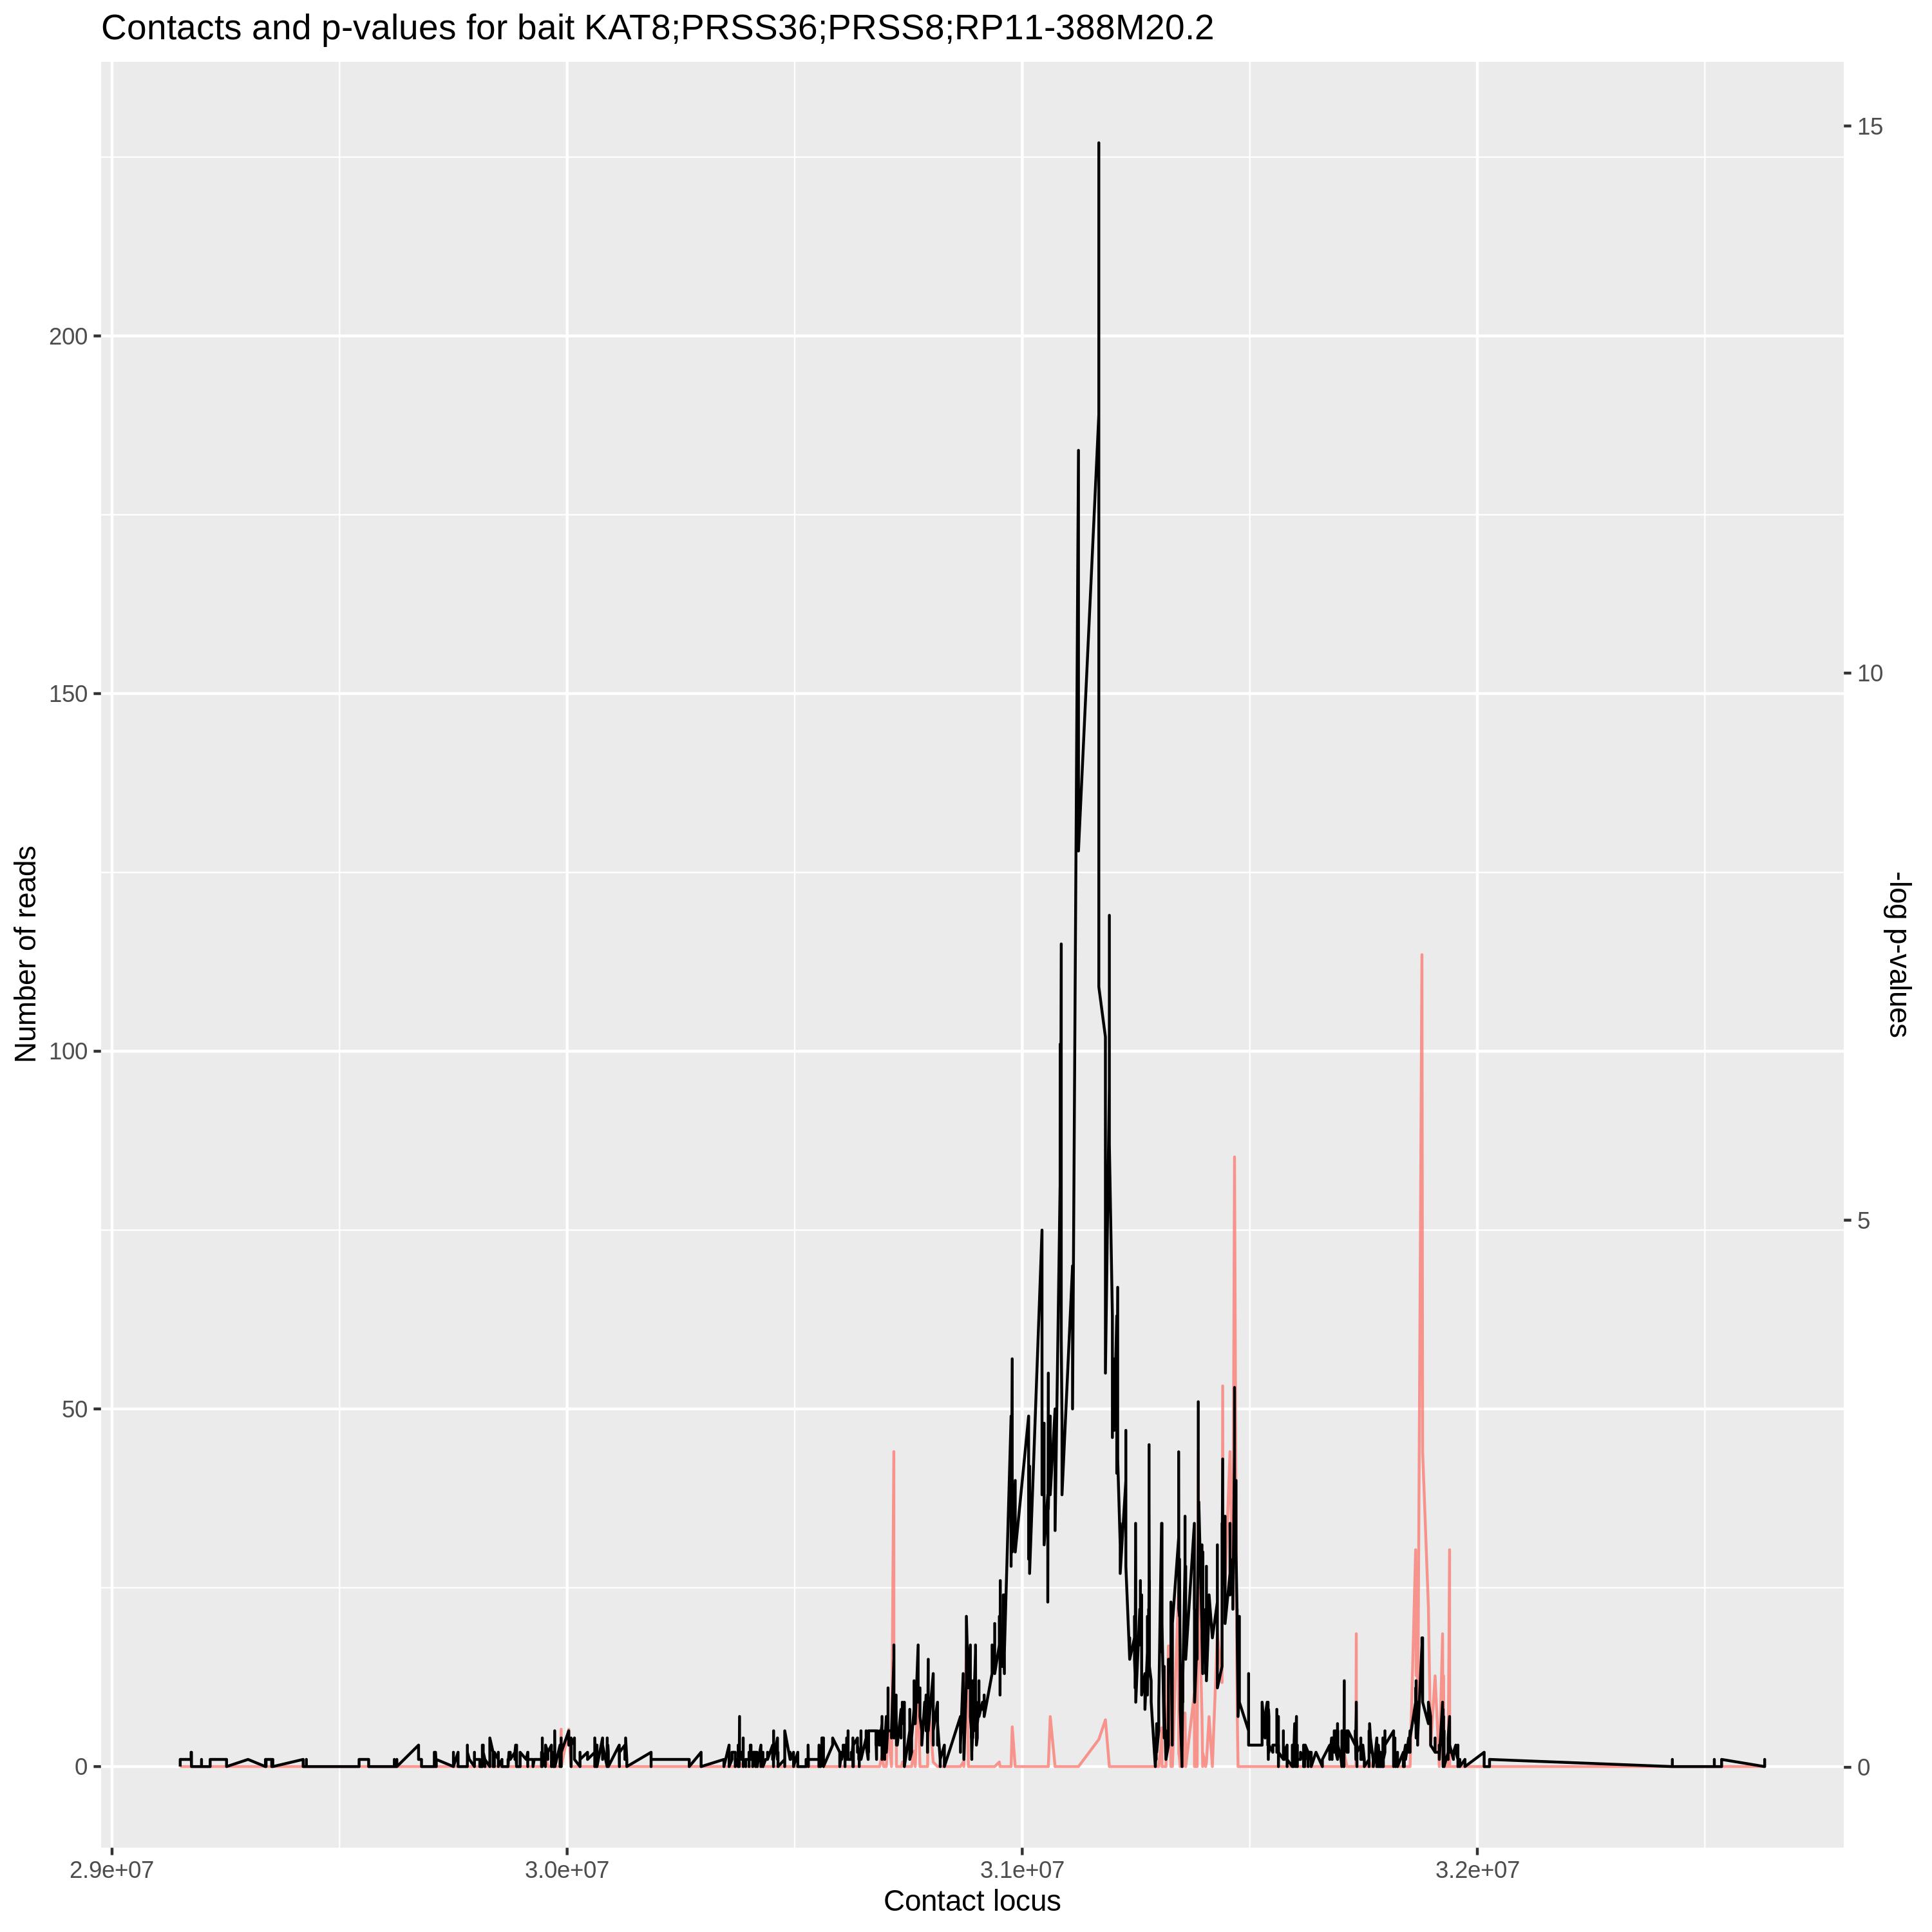 Contacts and p-values for bait KAT8;PRSS36;PRSS8;RP11-388M20.2
Number of reads
200
150
100
50
0
15
10
5
0
-log p-values
2.9e+07 3.0e+07 3.1e+07 3.2e+07
Contact locus